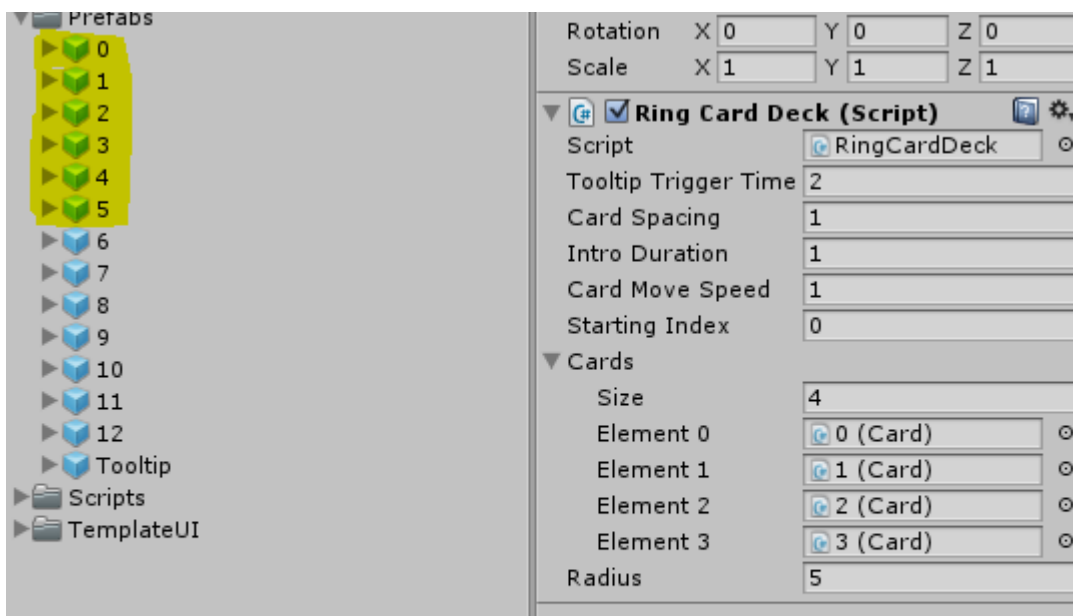 Prefabs
0
1
2
3
4
5
6
7
8
9
10
11
12
Tooltip
Scripts
TemplateUI
Rotation X 0 Y 0 Z 0
Scale X 1 Y 1 Z 1
Ring Card Deck (Script)
Script RingCardDeck
Tooltip Trigger Time 2
Card Spacing 1
Intro Duration 1
Card Move Speed 1
Starting Index 0
Cards
Size 4
Element 0 0 (Card)
Element 1 1 (Card)
Element 2 2 (Card)
Element 3 3 (Card)
Radius 5